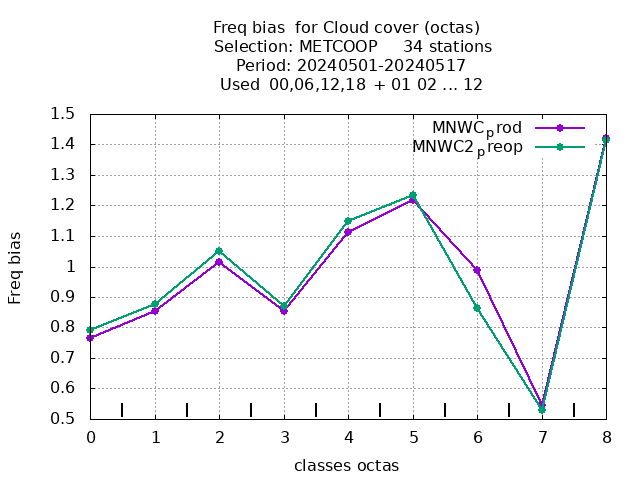 Freq bias  for Cloud cover (octas)
Selection: METCOOP     34 stations
Period: 20240501-20240517
Used  00,06,12,18  + 01 02 ... 12
MNWC_prod
MNWC2_preop
1.5
1.4
1.3
1.2
1.1
1
0.9
0.8
0.7
0.6
0.5
Freq bias
0 1 2 3 4 5 6 7 8
classes octas